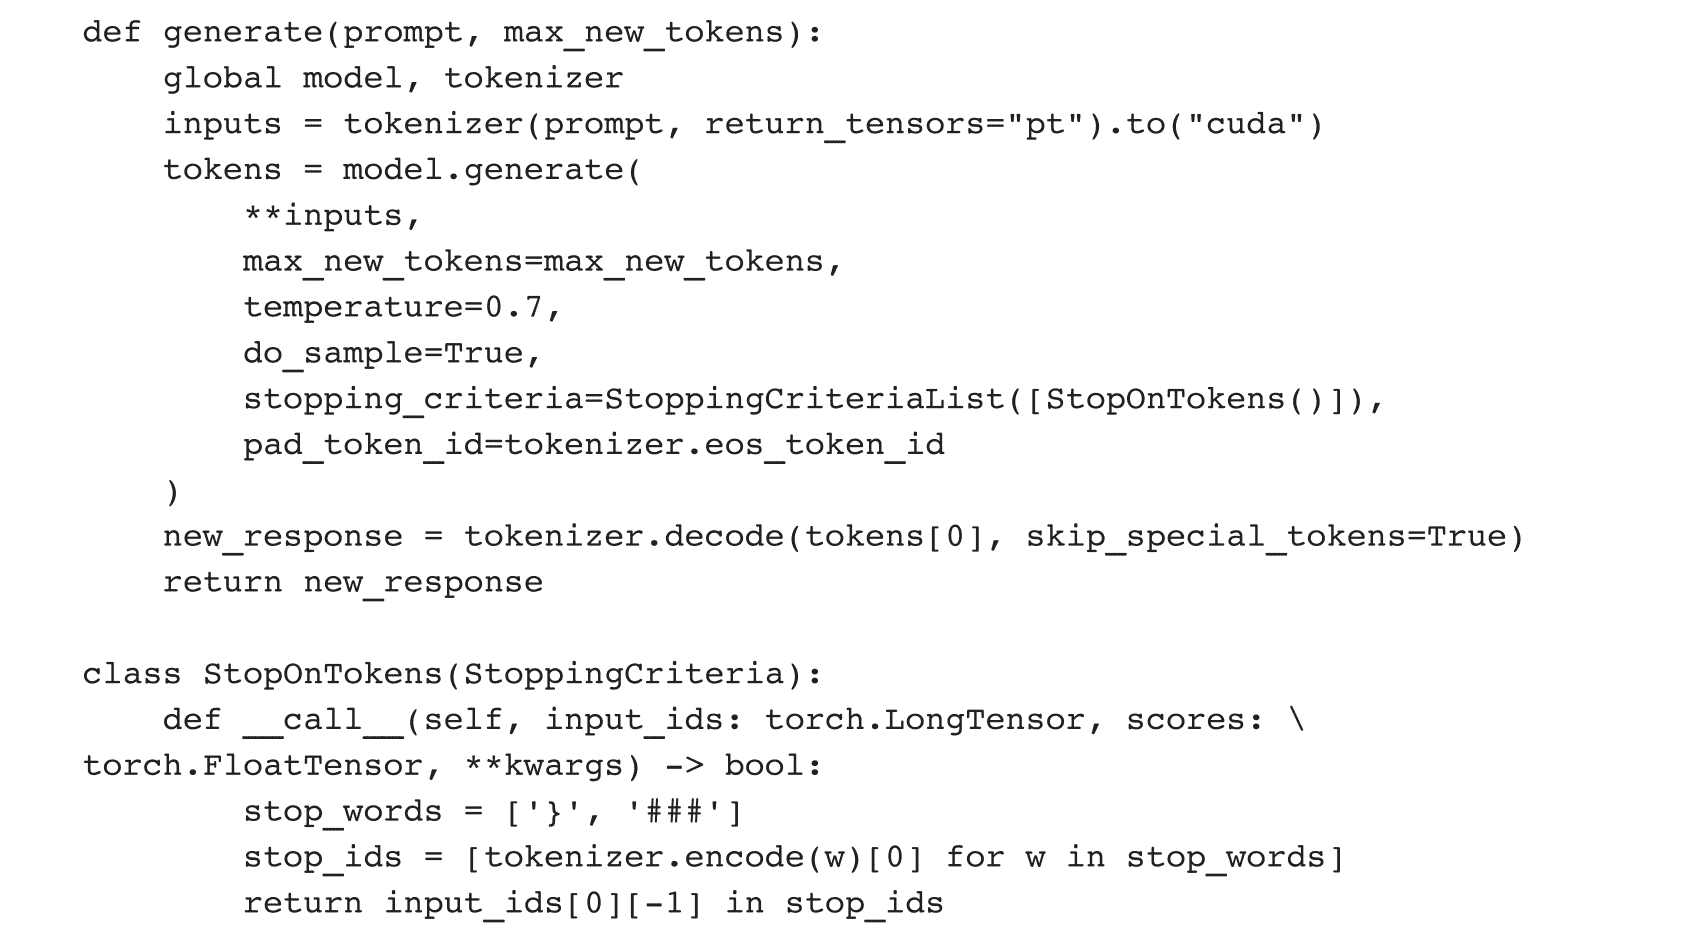 def generate(prompt, max_new_tokens):
    global model, tokenizer
    inputs = tokenizer(prompt, return_tensors="pt").to("cuda")
    tokens = model.generate(
        **inputs,
        max_new_tokens=max_new_tokens,
        temperature=0.7,
        do_sample=True,
        stopping_criteria=StoppingCriteriaList([StopOnTokens()]),
        pad_token_id=tokenizer.eos_token_id
    )
    new_response = tokenizer.decode(tokens[0], skip_special_tokens=True)
    return new_response

class StopOnTokens(StoppingCriteria):
    def __call__(self, input_ids: torch.LongTensor, scores: \
torch.FloatTensor, **kwargs) -> bool:
        stop_words = ['}', '###']
        stop_ids = [tokenizer.encode(w)[0] for w in stop_words]
        return input_ids[0][-1] in stop_ids